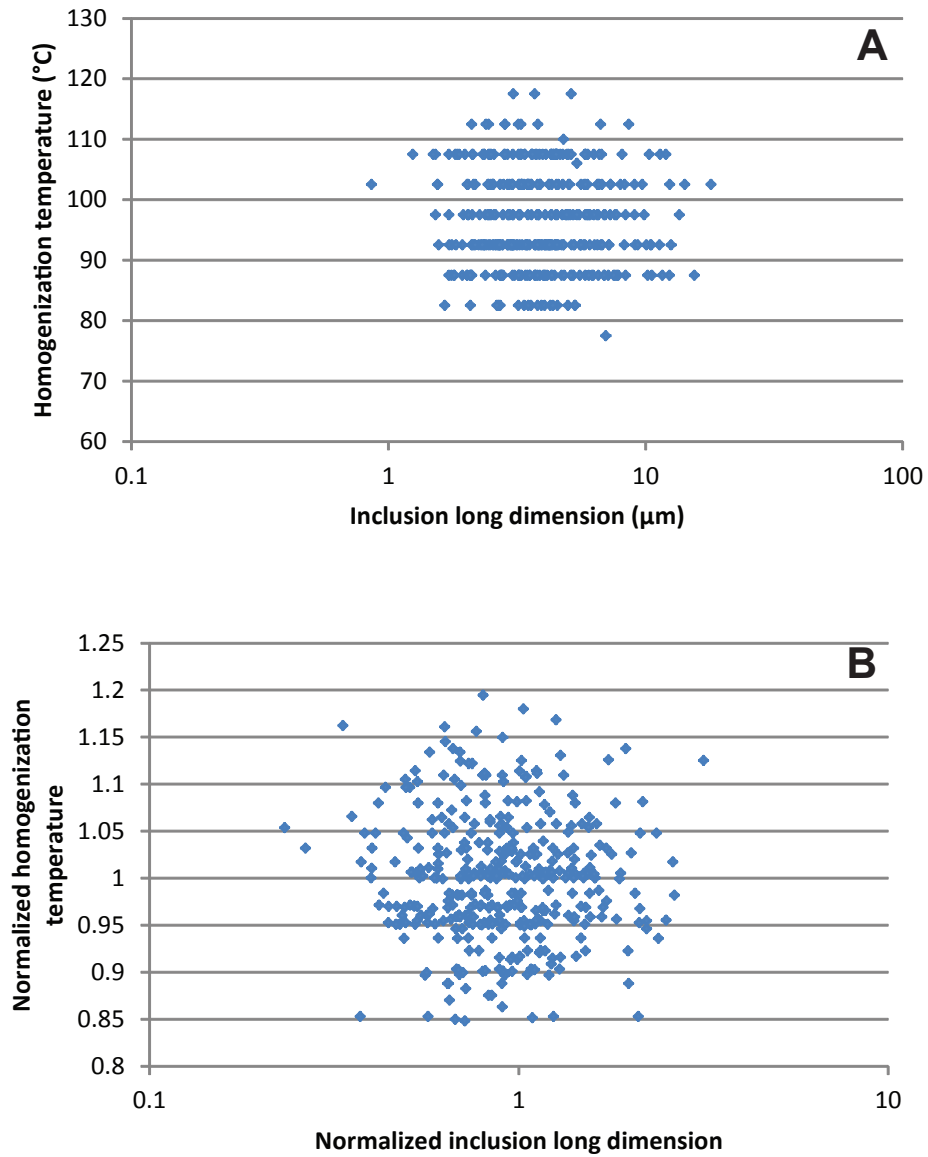 A
Homogenization temperature (°C)
130
120
110
100
90
80
70
60
0.1 1 10 100
Inclusion long dimension (µm)
B
Normalized homogenization
temperature
1.25
1.2
1.15
1.1
1.05
1
0.95
0.9
0.85
0.8
0.1 1 10
Normalized inclusion long dimension